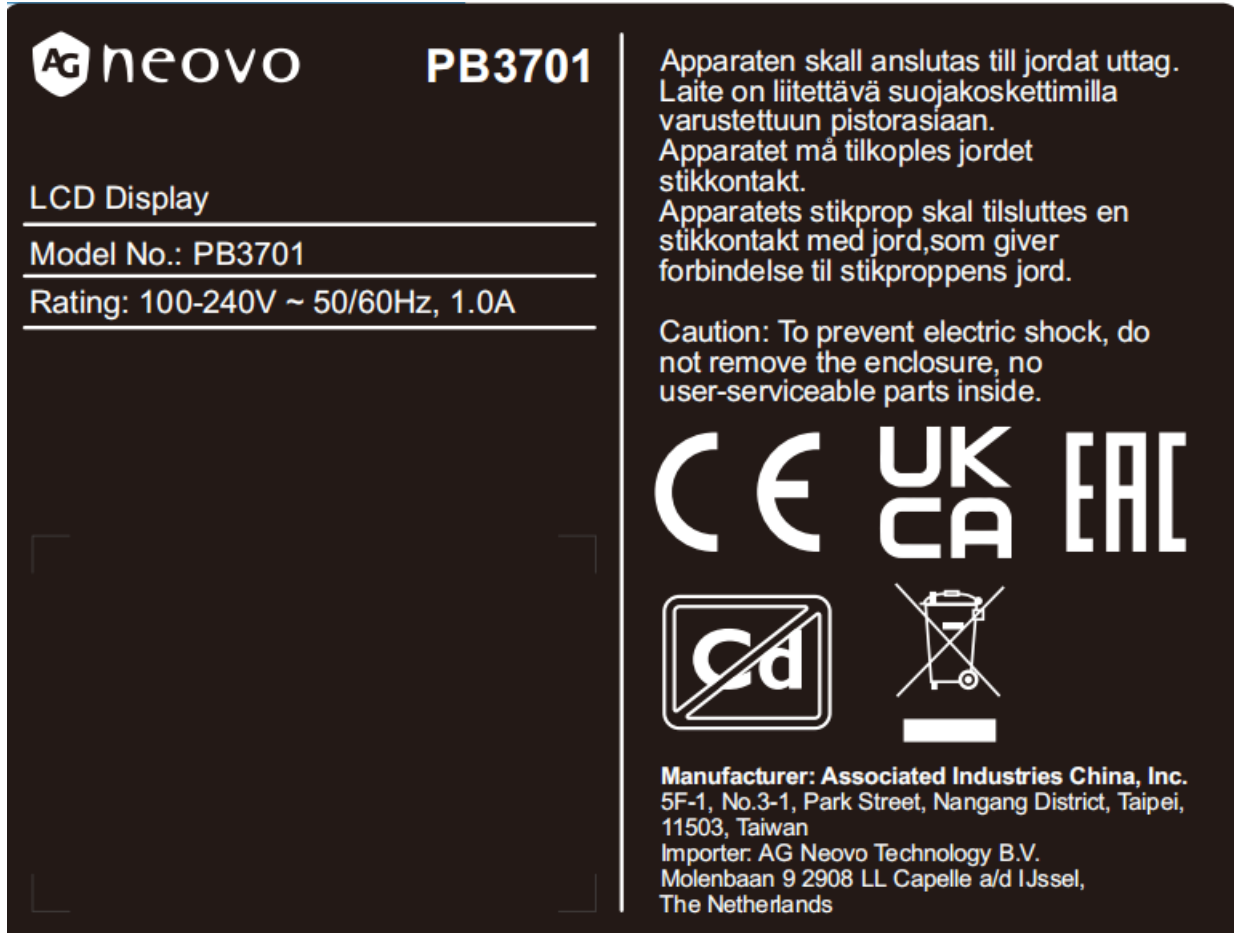 AG neovo
PB3701
LCD Display
Model No.: PB3701
Rating: 100-240V ~ 50/60Hz, 1.0A
Apparaten skall anslutas till jordat uttag.
Laite on liitettävä suojakoskettimilla
varustettuun pistorasiaan.
Apparatet må tilkoples jordet
stikkontakt.
Apparatets stikprop skal tilsluttes en
stikkontakt med jord,som giver
forbindelse til stikproppens jord.
Caution: To prevent electric shock, do
not remove the enclosure, no
user-serviceable parts inside.
CE
UK
CA
EAC
Cd
Manufacturer: Associated Industries China, Inc.
5F-1, No.3-1, Park Street, Nangang District, Taipei,
11503, Taiwan
Importer: AG Neovo Technology B.V.
Molenbaan 9 2908 LL Capelle a/d IJssel,
The Netherlands